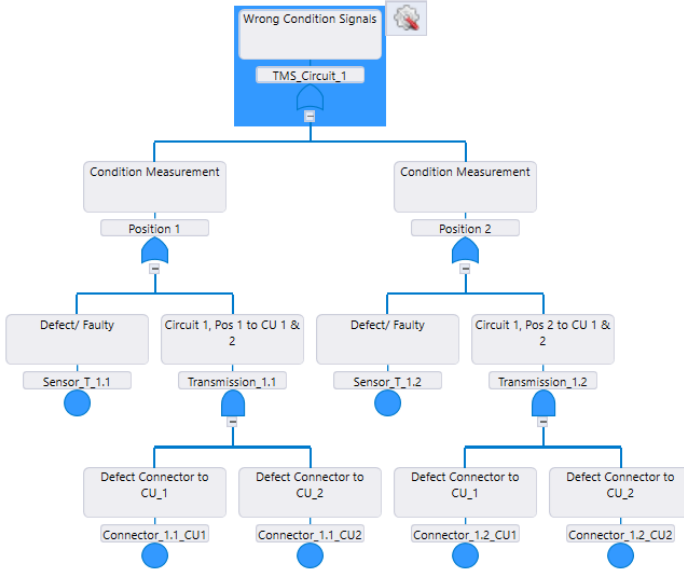 Wrong Condition Signals
TMS_Circuit_1
Condition Measurement
Condition Measurement
Position 1
Position 2
Defect/ Faulty
Circuit 1, Pos 1 to CU 1 &
2
Defect/ Faulty
Circuit 1, Pos 2 to CU 1 &
2
Sensor_T_1.1
Transmission_1.1
Sensor_T_1.2
Transmission_1.2
Defect Connector to
CU_1
Defect Connector to
CU_2
Defect Connector to
CU_1
Defect Connector to
CU_2
Connector_1.1_CU1
Connector_1.1_CU2
Connector_1.2_CU1
Connector_1.2_CU2